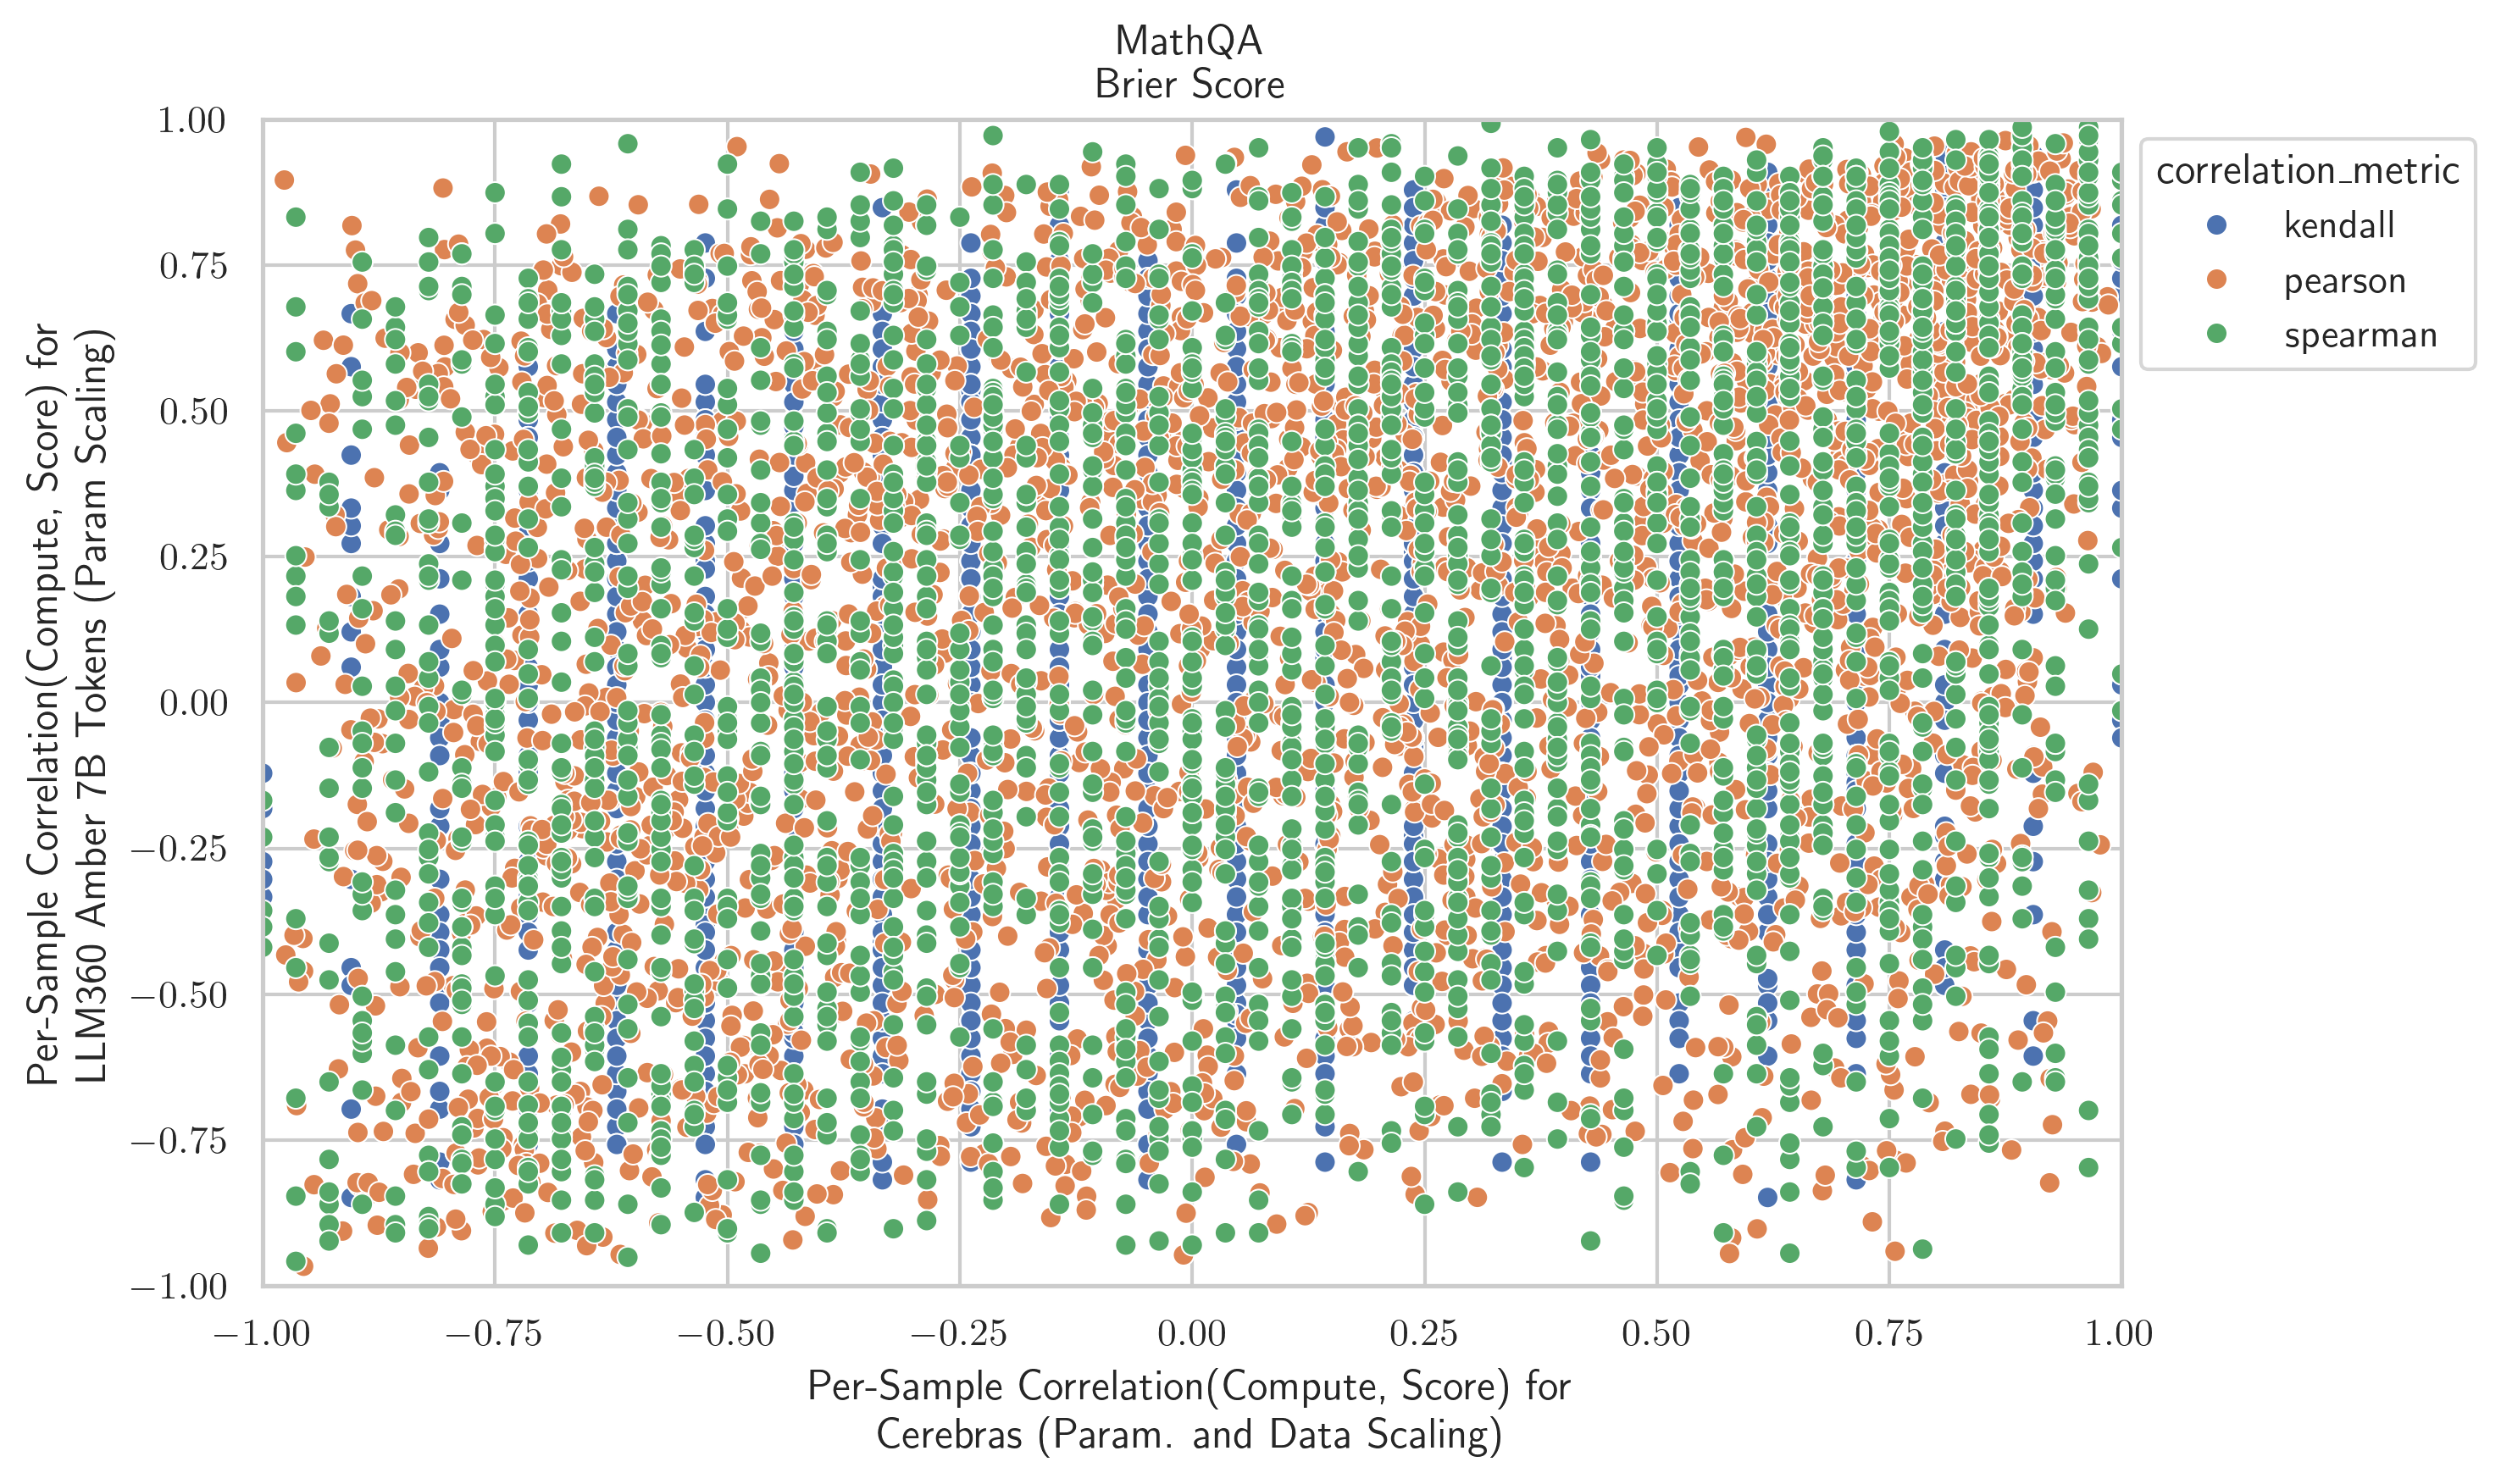 MathQA
Brier Score
Per-Sample Correlation(Compute, Score) for
LLM360 Amber 7B Tokens (Param Scaling)
1.00
0.75
0.50
0.25
0.00
−0.25
−0.50
−0.75
−1.00
−1.00 −0.75 −0.50 −0.25 0.00 0.25 0.50 0.75 1.00
Per-Sample Correlation(Compute, Score) for
Cerebras (Param. and Data Scaling)
correlation_metric
kendall
pearson
spearman